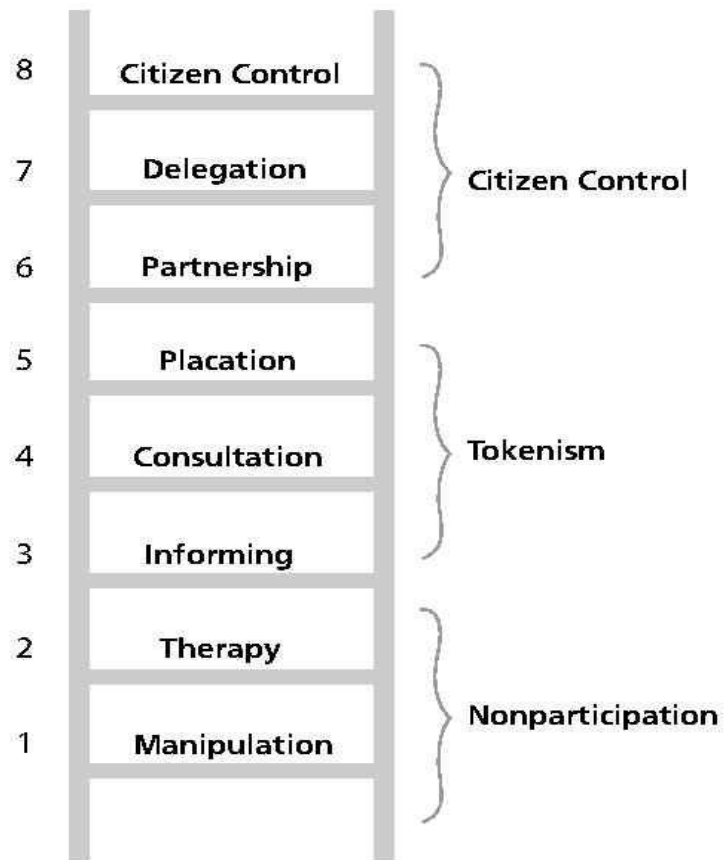 8 Citizen Control
7 Delegation
Citizen Control
6 Partnership
5 Placation
4 Consultation
Tokenism
3 Informing
2 Therapy
Nonparticipation
1 Manipulation